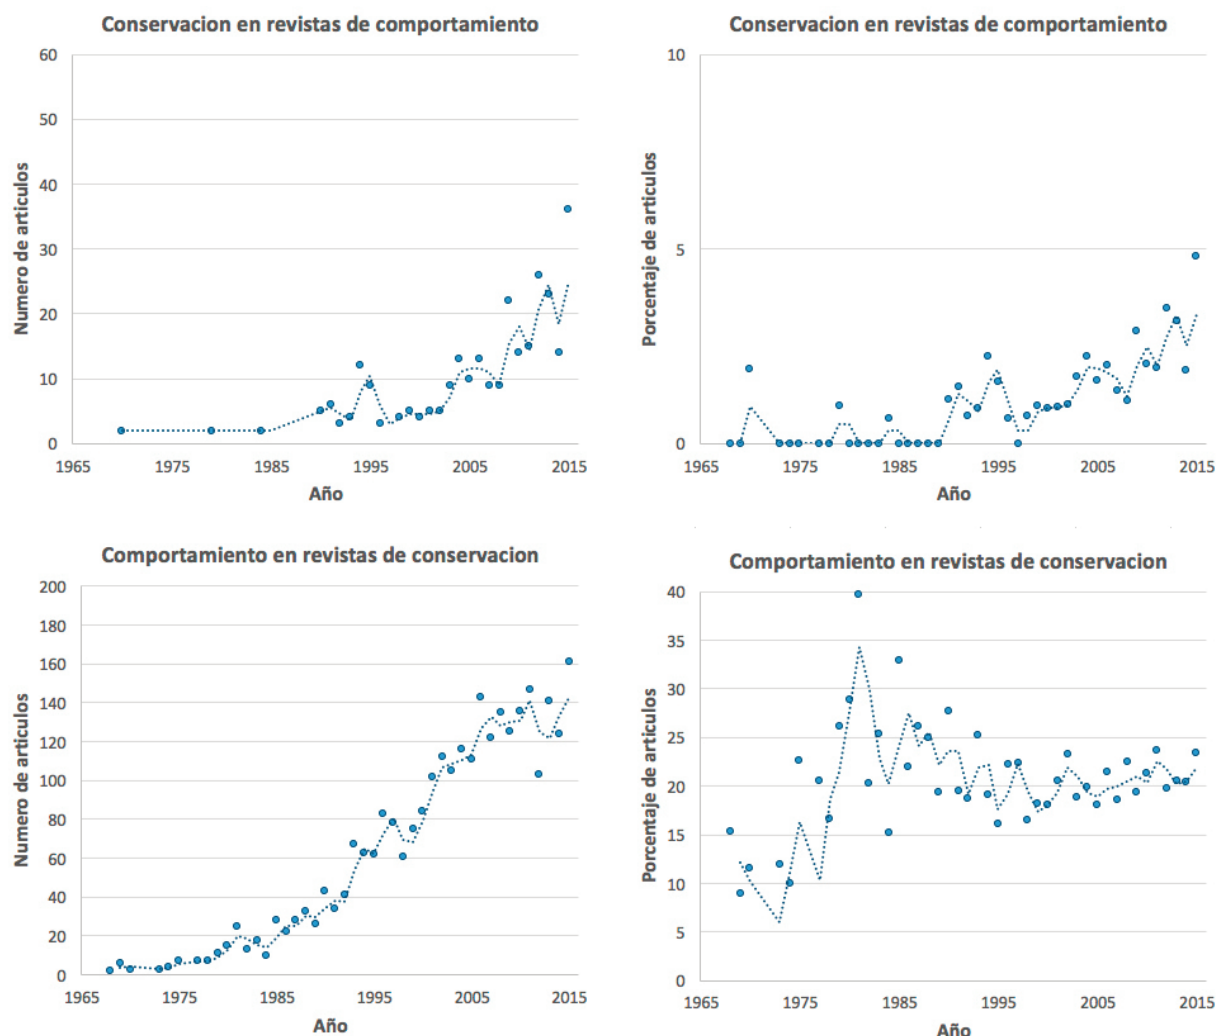 Conservacion en revistas de comportamiento
60
50
40
30
20
10
0
1965 1975 1985 1995 2005 2015
Numero de articulos
Año
Conservacion en revistas de comportamiento
10
5
0
1965 1975 1985 1995 2005 2015
Porcentaje de articulos
Año
Comportamiento en revistas de conservacion
200
180
160
140
120
100
80
60
40
20
0
1965 1975 1985 1995 2005 2015
Numero de articulos
Año
Comportamiento en revistas de conservacion
40
35
30
25
20
15
10
5
0
1965 1975 1985 1995 2005 2015
Porcentaje de articulos
Año